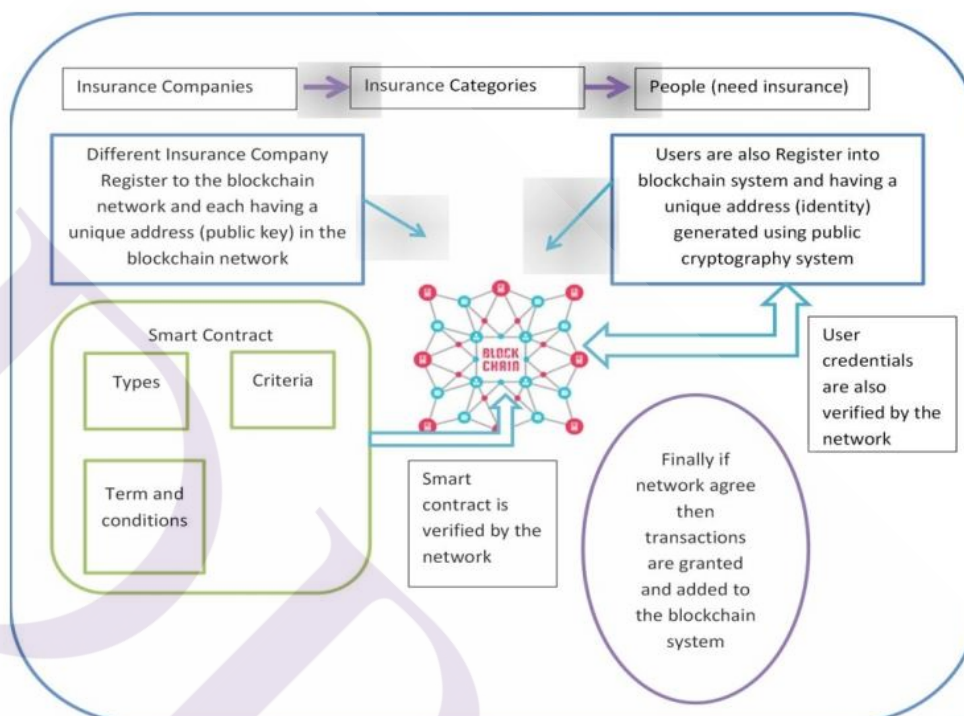 Insurance Companies
Insurance Categories
People (need insurance)
Different Insurance Company
Register to the blockchain
network and each having a
unique address (public key) in the
blockchain network
Users are also Register into
blockchain system and having a
unique address (identity)
generated using public
cryptography system
Smart Contract
Types
Criteria
Term and
conditions
BLOCK
CHAIN
Smart
contract is
verified by the
network
User
credentials
are also
verified by the
network
Finally if
network agree
then
transactions
are granted
and added to
the blockchain
system